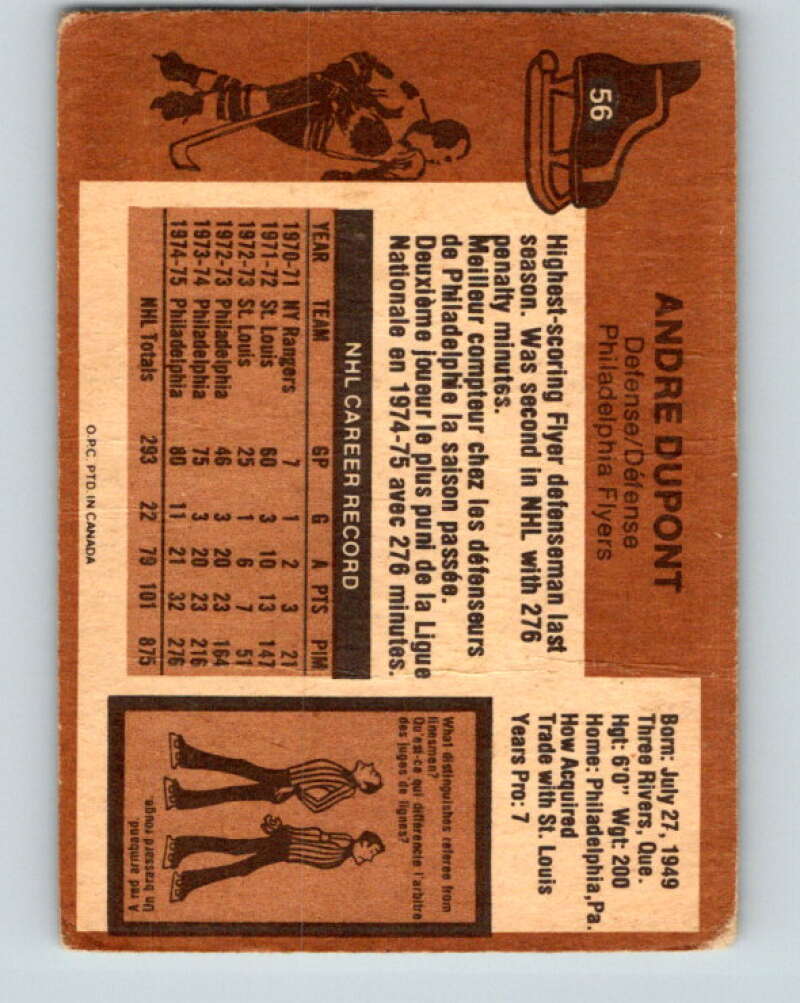 56
ANDRE DUPONT
Defense/Défense
Philadelphia Flyers
Born: July 27, 1949
Three Rivers, Que.
Hgt: 6'0" Wgt: 200
Home: Philadelphia, Pa.
How Acquired
Trade with St. Louis
Years Pro: 7
Highest-scoring Flyer defenseman last
season. Was second in NHL with 276
penalty minutes.
Meilleur compteur chez les défenseurs
de Philadelphie la saison passée.
Deuxième joueur le plus puni de la Ligue
Nationale en 1974-75 avec 276 minutes.
NHL CAREER RECORD
YEAR TEAM GP G A PTS PIM
1970-71 NY Rangers 7 1 2 3 21
1971-72 St. Louis 60 3 10 13 147
1972-73 St. Louis 25 1 6 7 51
1972-73 Philadelphia 46 3 20 23 164
1973-74 Philadelphia 75 3 20 23 216
1974-75 Philadelphia 80 11 21 32 276
NHL Totals 293 22 79 101 875
What distinguishes referee from
linesmen?
Qu'est-ce qui différencie l'arbitre
des juges de lignes?
A red armband.
Un brassard rouge.
O.P.C. PTD. IN CANADA